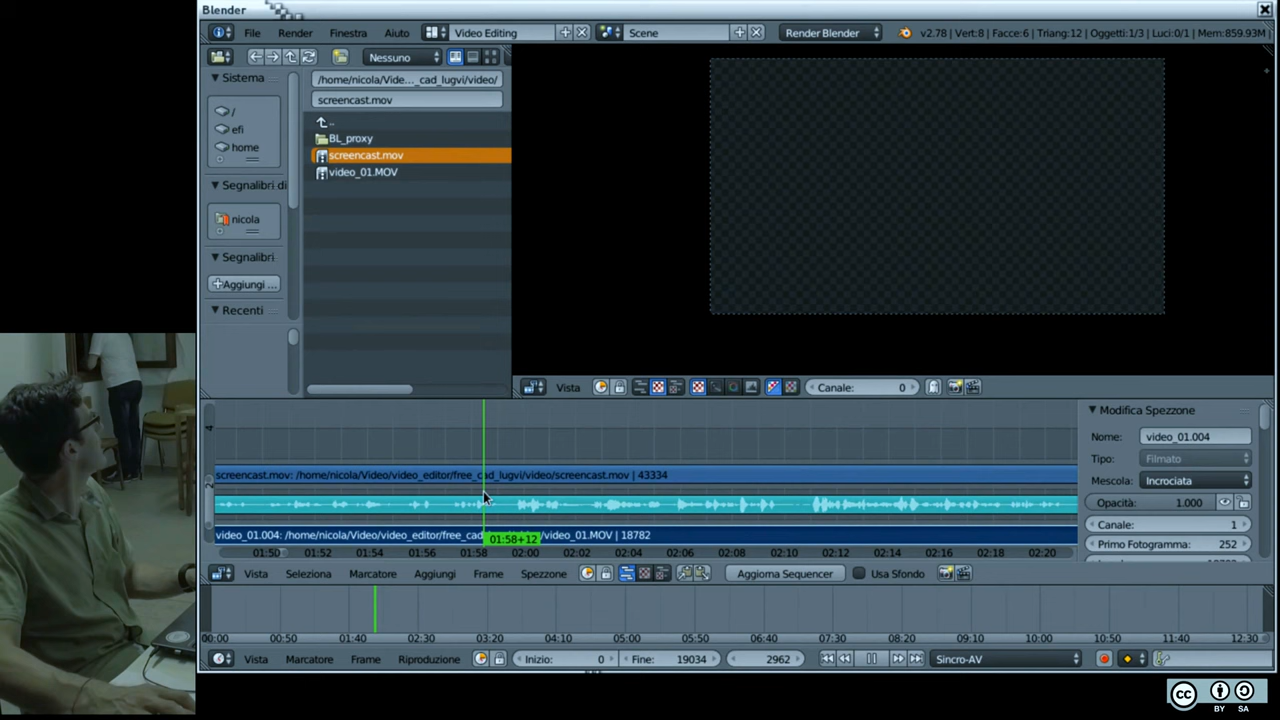 Blender
File Render Finestra Aiuto Video Editing Scene Render Blender v2.78 | Vert:8 | Facce:6 | Triang:12 | Oggetti:1/3 | Luci:0/1 | Mem:859.93M
Nessuno
Sistema
/home/nicola/Vide..._cad_lugvi/video/
screencast.mov
/
efi
home
..
BL_proxy
screencast.mov
video_01.MOV
Segnalibri di
nicola
Segnalibri
Aggiungi ...
Recenti
Vista Canale: 0
Modifica Spezzone
Nome: video_01.004
Tipo: Filmato
Mescola: Incrociata
Opacità: 1.000
Canale: 1
Primo Fotogramma: 252
4
screencast.mov: /home/nicola/Video/video_editor/free_cad_lugvi/video/screencast.mov | 43334
2
video_01.004: /home/nicola/Video/video_editor/free_cad /video_01.MOV | 18782
01:58+12
01:50 01:52 01:54 01:56 01:58 02:00 02:02 02:04 02:06 02:08 02:10 02:12 02:14 02:16 02:18 02:20
Vista Seleziona Marcatore Aggiungi Frame Spezzone Aggiorna Sequencer Usa Sfondo
00:00 00:50 01:40 02:30 03:20 04:10 05:00 05:50 06:40 07:30 08:20 09:10 10:00 10:50 11:40 12:30
Vista Marcatore Frame Riproduzione Inizio: 0 Fine: 19034 2962 Sincro-AV
cc BY SA